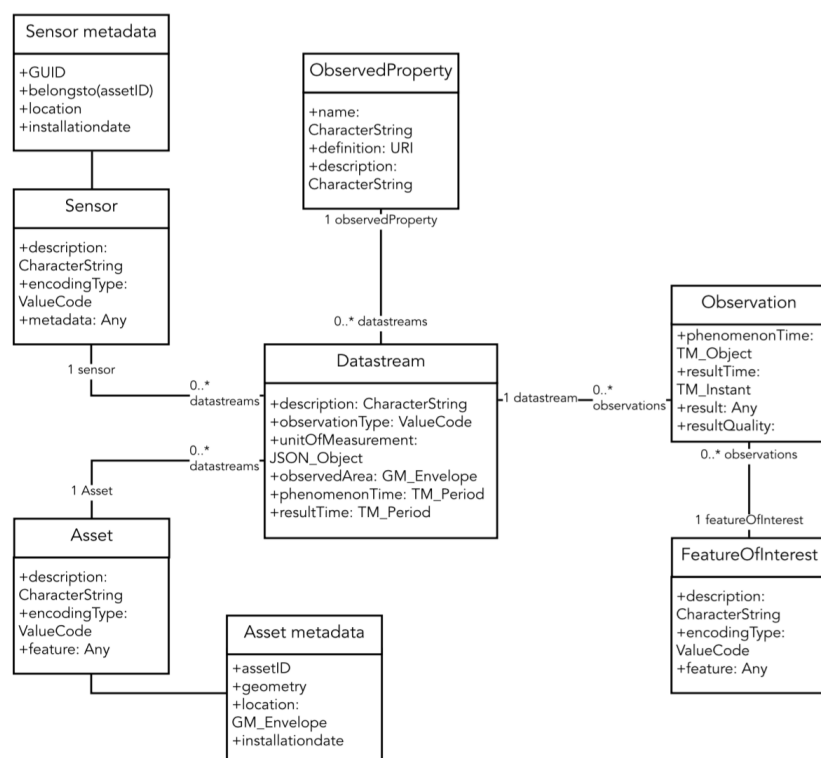 Sensor metadata
+GUID
+belongsto(assetID)
+location
+installationdate
ObservedProperty
+name:
CharacterString
+definition: URI
+description:
CharacterString
1 observedProperty
Sensor
+description:
CharacterString
+encodingType:
ValueCode
+metadata: Any
1 sensor
0..*
datastreams
0..* datastreams
Datastream
+description: CharacterString
+observationType: ValueCode
+unitOfMeasurement:
JSON_Object
+observedArea: GM_Envelope
+phenomenonTime: TM_Period
+resultTime: TM_Period
1 datastream
0..*
observations
Observation
+phenomenonTime:
TM_Object
+resultTime:
TM_Instant
+result: Any
+resultQuality:
0..* observations
1 featureOfInterest
FeatureOfInterest
+description:
CharacterString
+encodingType:
ValueCode
+feature: Any
0..*
datastreams
1 Asset
Asset
+description:
CharacterString
+encodingType:
ValueCode
+feature: Any
Asset metadata
+assetID
+geometry
+location:
GM_Envelope
+installationdate